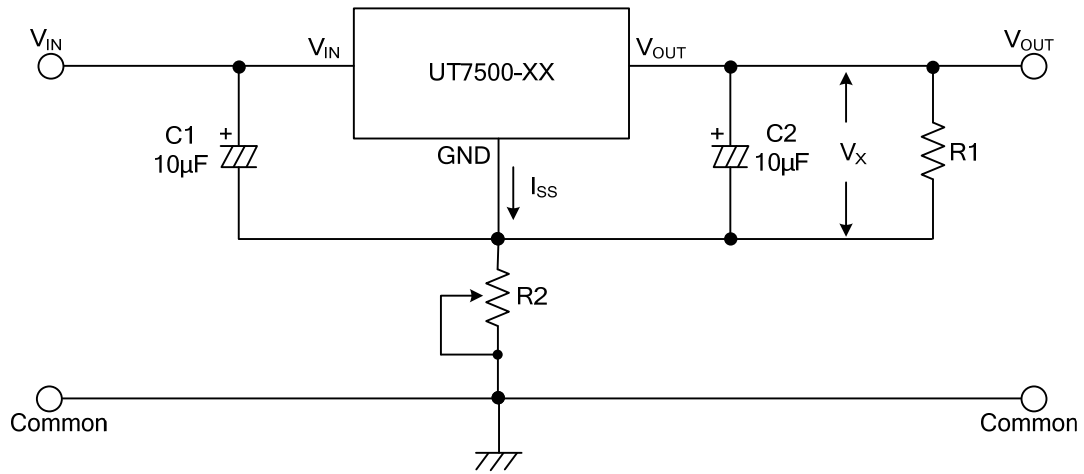 VIN
VIN
UT7500-XX
VOUT
VOUT
C1
10µF
+
GND
ISS
+
C2
10µF
VX
R1
R2
Common
Common